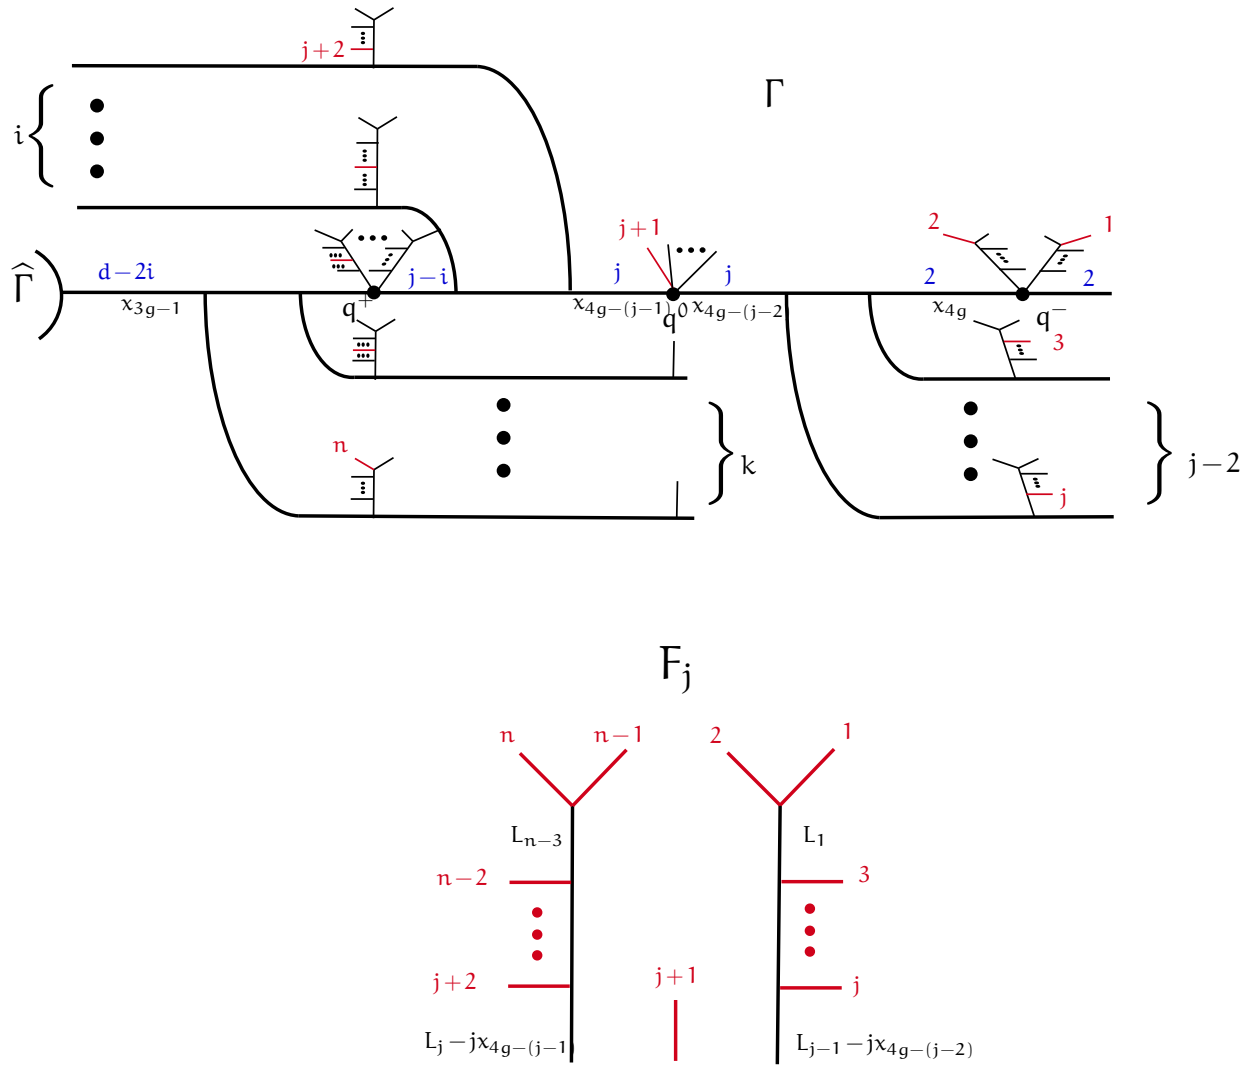 Γ
j+2
i
j+1
2
1
d−2i
j−i
j
j
2
2
Γ̂
x₃g₋₁
q⁺
x₄g₋(j₋₁)
q⁰
x₄g₋(j₋₂
x₄g
q⁻
3
n
k
j
j−2
Fⱼ
n
n−1
2
1
Lₙ₋₃
L₁
n−2
3
j+2
j+1
j
Lⱼ−jx₄g₋(j₋₁)
Lⱼ₋₁−jx₄g₋(j₋₂)